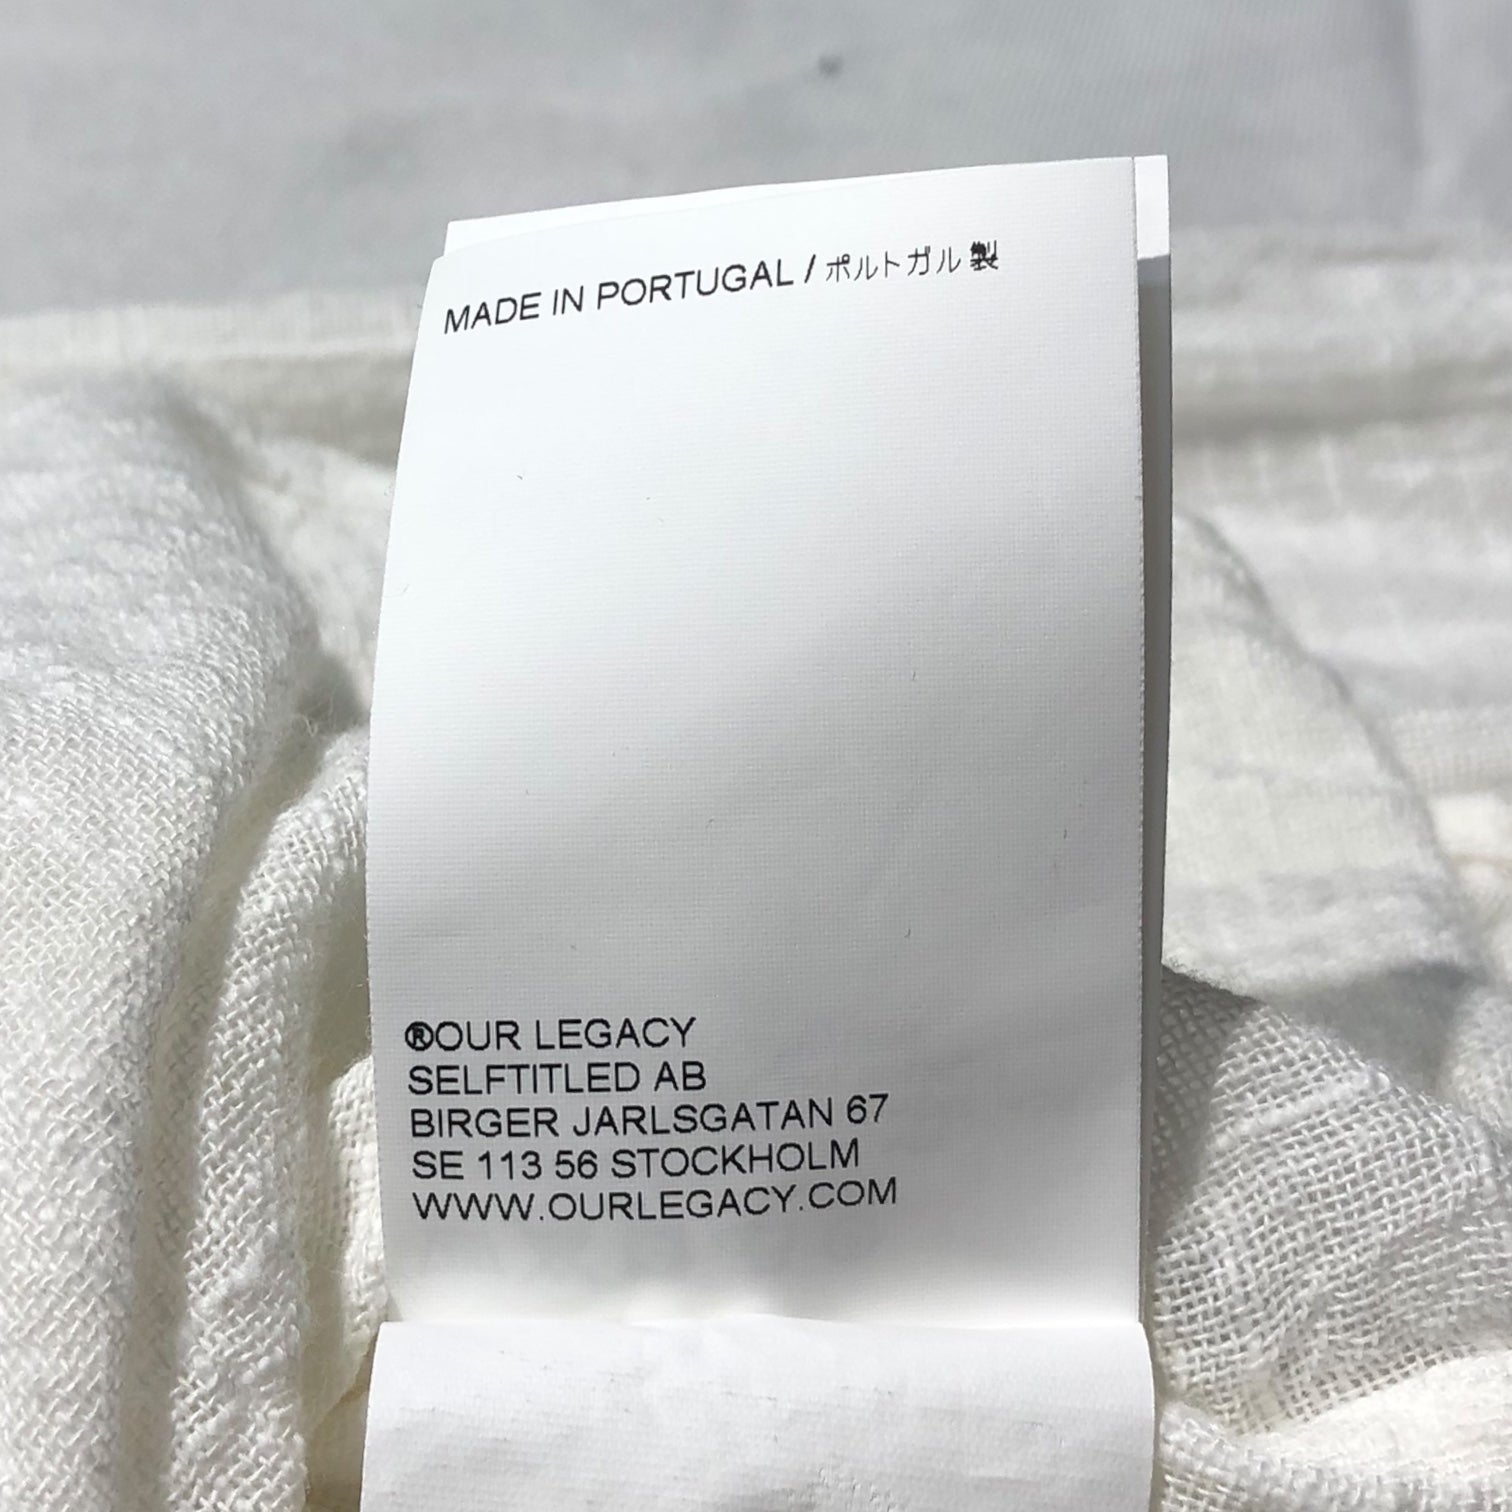 MADE IN PORTUGAL / ポルトガル製
®OUR LEGACY
SELFTITLED AB
BIRGER JARLSGATAN 67
SE 113 56 STOCKHOLM
WWW.OURLEGACY.COM